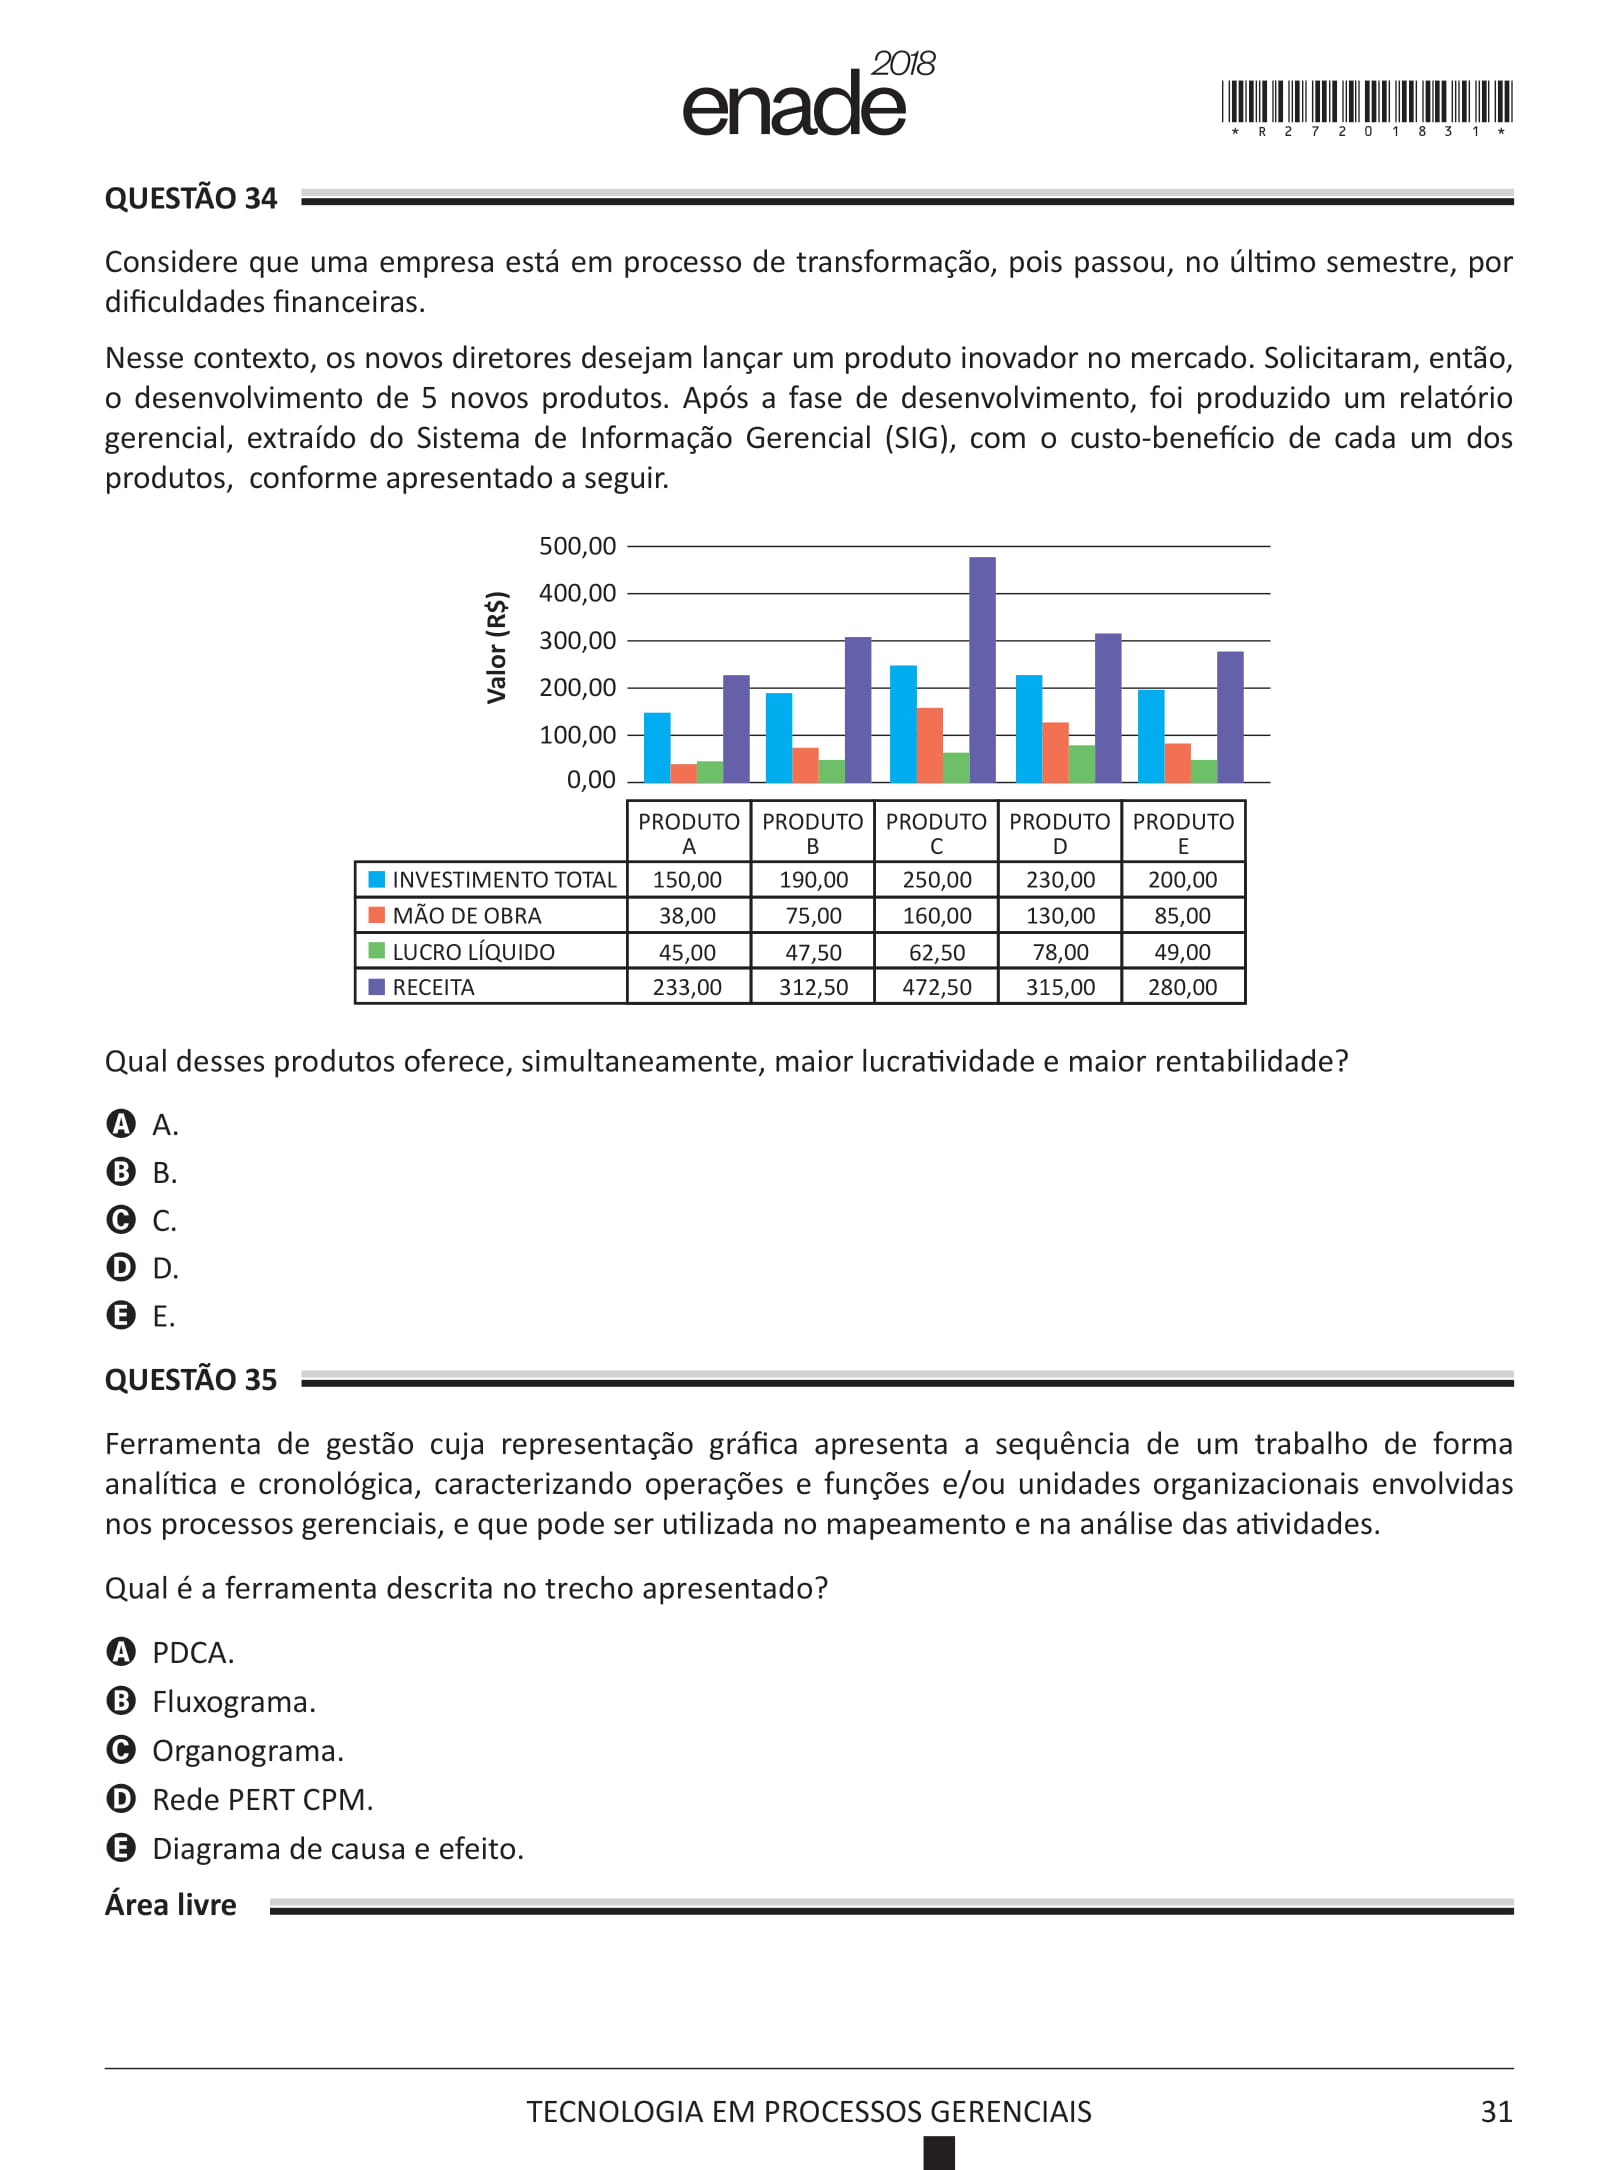 enade 2018
* R 2 7 2 0 1 8 3 1 *
QUESTÃO 34
Considere que uma empresa está em processo de transformação, pois passou, no último semestre, por
dificuldades financeiras.
Nesse contexto, os novos diretores desejam lançar um produto inovador no mercado. Solicitaram, então,
o desenvolvimento de 5 novos produtos. Após a fase de desenvolvimento, foi produzido um relatório
gerencial, extraído do Sistema de Informação Gerencial (SIG), com o custo-benefício de cada um dos
produtos, conforme apresentado a seguir.
Valor (R$)
500,00
400,00
300,00
200,00
100,00
0,00
PRODUTO A PRODUTO B PRODUTO C PRODUTO D PRODUTO E
INVESTIMENTO TOTAL 150,00 190,00 250,00 230,00 200,00
MÃO DE OBRA 38,00 75,00 160,00 130,00 85,00
LUCRO LÍQUIDO 45,00 47,50 62,50 78,00 49,00
RECEITA 233,00 312,50 472,50 315,00 280,00
Qual desses produtos oferece, simultaneamente, maior lucratividade e maior rentabilidade?
A A.
B B.
C C.
D D.
E E.
QUESTÃO 35
Ferramenta de gestão cuja representação gráfica apresenta a sequência de um trabalho de forma
analítica e cronológica, caracterizando operações e funções e/ou unidades organizacionais envolvidas
nos processos gerenciais, e que pode ser utilizada no mapeamento e na análise das atividades.
Qual é a ferramenta descrita no trecho apresentado?
A PDCA.
B Fluxograma.
C Organograma.
D Rede PERT CPM.
E Diagrama de causa e efeito.
Área livre
TECNOLOGIA EM PROCESSOS GERENCIAIS 31